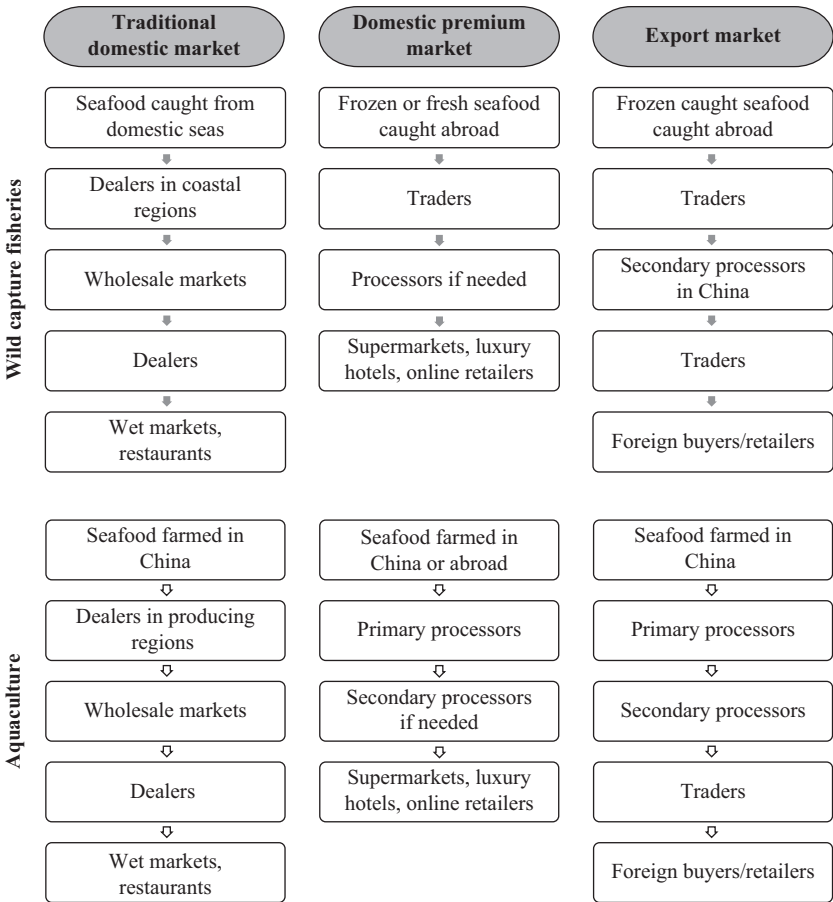 Traditional
domestic market
Domestic premium
market
Export market
Wild capture fisheries
Seafood caught from
domestic seas
Dealers in coastal
regions
Wholesale markets
Dealers
Wet markets,
restaurants
Frozen or fresh seafood
caught abroad
Traders
Processors if needed
Supermarkets, luxury
hotels, online retailers
Frozen caught seafood
caught abroad
Traders
Secondary processors
in China
Traders
Foreign buyers/retailers
Aquaculture
Seafood farmed in
China
Dealers in producing
regions
Wholesale markets
Dealers
Wet markets,
restaurants
Seafood farmed in
China or abroad
Primary processors
Secondary processors
if needed
Supermarkets, luxury
hotels, online retailers
Seafood farmed in
China
Primary processors
Secondary processors
Traders
Foreign buyers/retailers